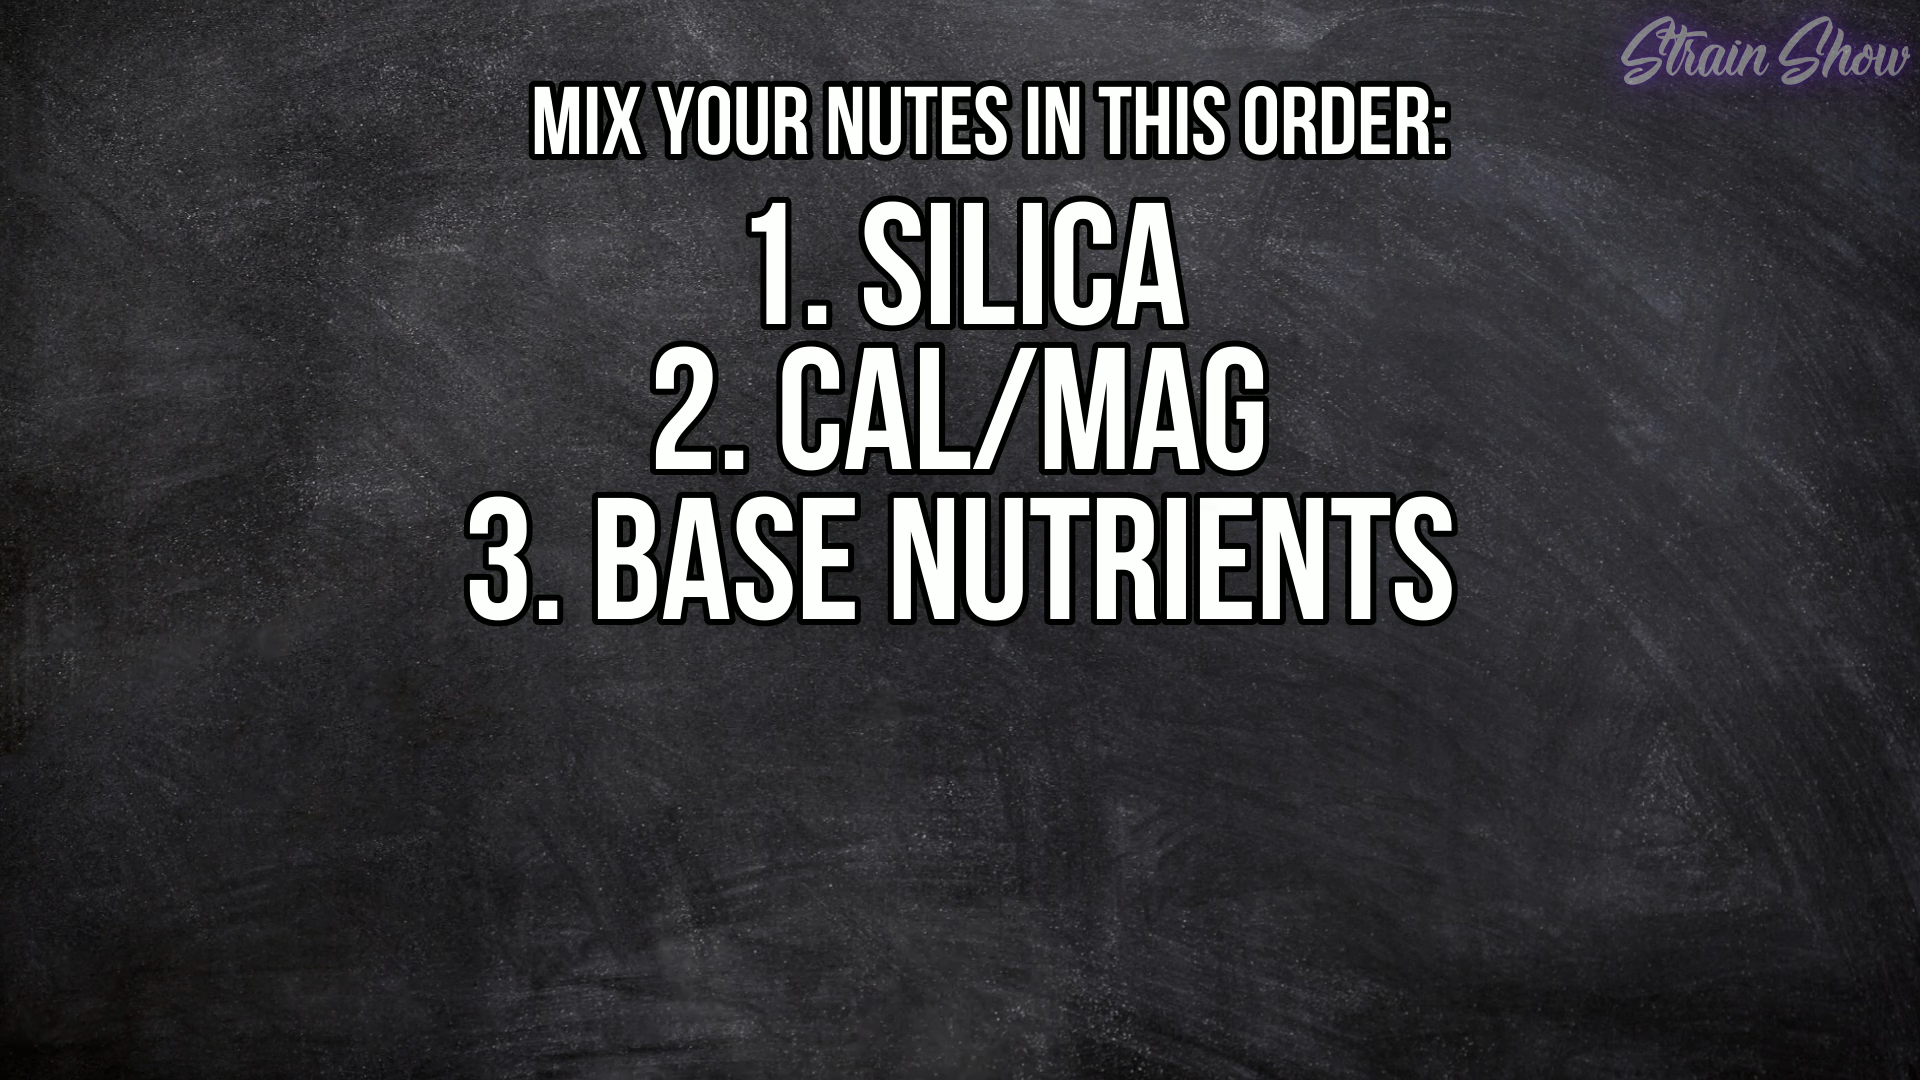 Strain Show
MIX YOUR NUTES IN THIS ORDER:
1. SILICA
2. CAL/MAG
3. BASE NUTRIENTS